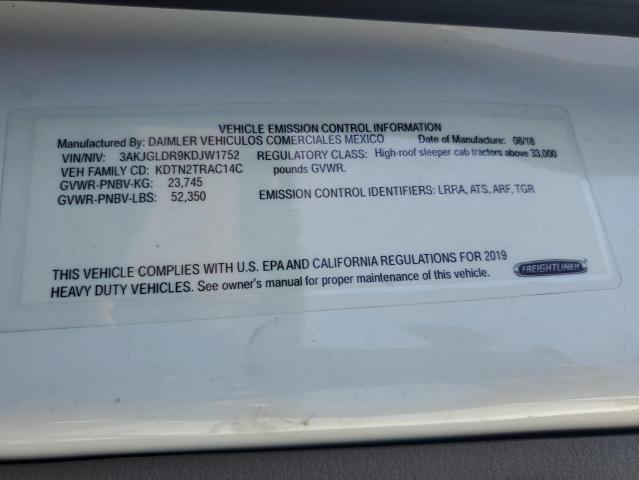 VEHICLE EMISSION CONTROL INFORMATION
Manufactured By: DAIMLER VEHICULOS COMERCIALES MEXICO Date of Manufacture: 06/18
VIN/NIV: 3AKJGLDR9KDJW1752 REGULATORY CLASS: High-roof sleeper cab tractors above 33,000
VEH FAMILY CD: KDTN2TRAC14C pounds GVWR.
GVWR-PNBV-KG: 23,745
GVWR-PNBV-LBS: 52,350 EMISSION CONTROL IDENTIFIERS: LRRA, ATS, ARF, TGR
THIS VEHICLE COMPLIES WITH U.S. EPA AND CALIFORNIA REGULATIONS FOR 2019
HEAVY DUTY VEHICLES. See owner's manual for proper maintenance of this vehicle.
FREIGHTLINER